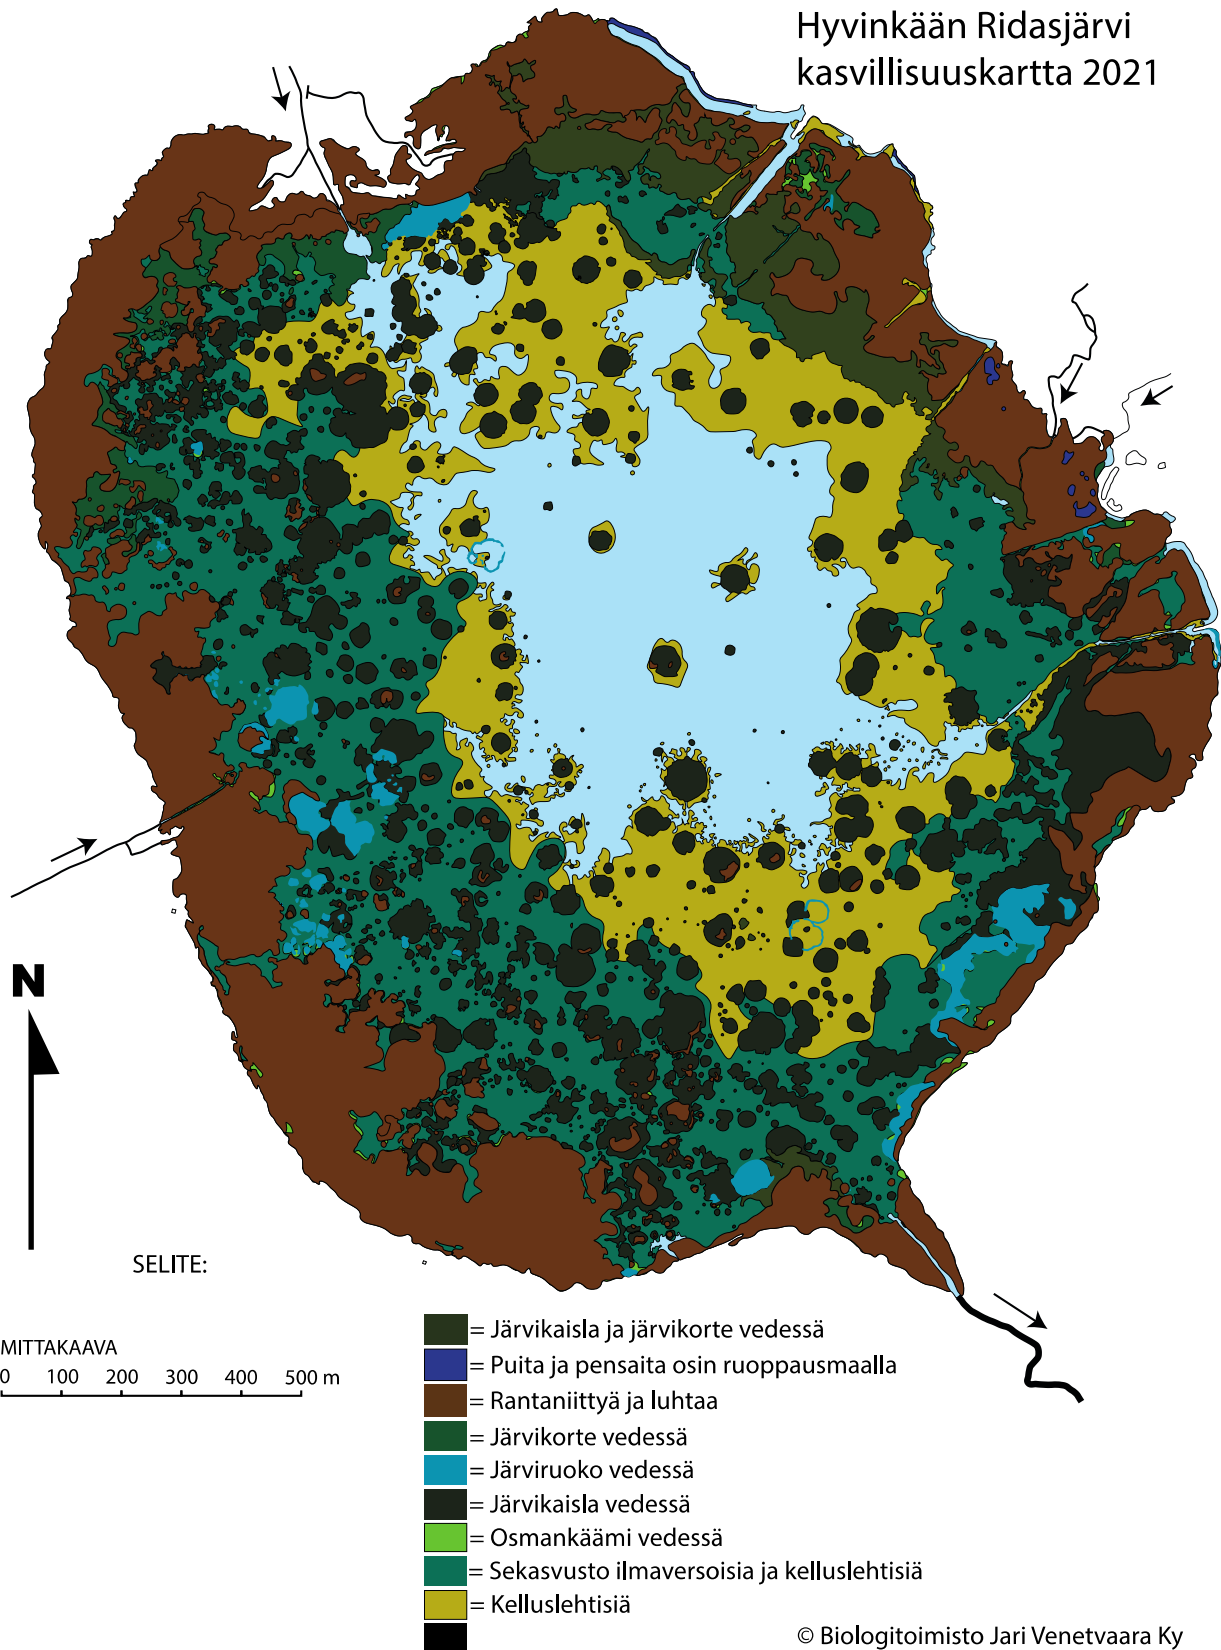 Hyvinkään Ridasjärvi
kasvillisuuskartta 2021
N
SELITE:
MITTAKAAVA
0 100 200 300 400 500 m
= Järvikaisla ja järvikorte vedessä
= Puita ja pensaita osin ruoppausmaalla
= Rantaniittyä ja luhtaa
= Järvikorte vedessä
= Järviruoko vedessä
= Järvikaisla vedessä
= Osmankäämi vedessä
= Sekasvusto ilmaversoisia ja kelluslehtisiä
= Kelluslehtisiä
© Biologitoimisto Jari Venetvaara Ky